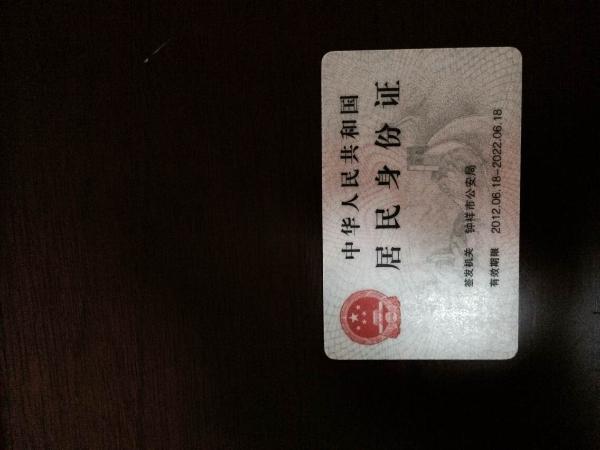 中华人民共和国
居民身份证
签发机关 钟祥市公安局
有效期限 2012.06.18-2022.06.18